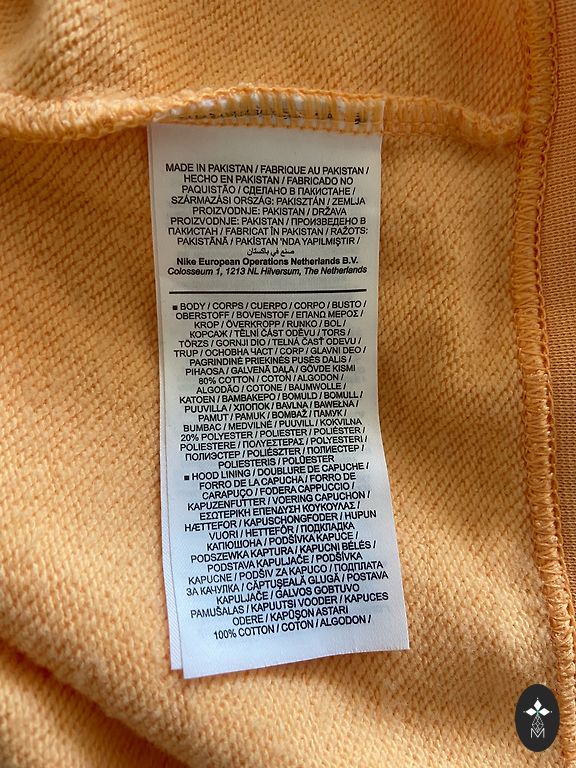 MADE IN PAKISTAN / FABRIQUE AU PAKISTAN /
HECHO EN PAKISTAN / FABRICADO NO
PAQUISTÃO / СДЕЛАНО В ПАКИСТАНЕ /
SZÁRMAZÁSI ORSZÁG: PAKISZTÁN / ZEMLJA
PROIZVODNJE: PAKISTAN / DRŽAVA
PROIZVODNJE: PAKISTAN / ПРОИЗВЕДЕНО В
ПАКИСТАН / FABRICAT ÎN PAKISTAN / RAŽOTS:
PAKISTĀNĀ / PAKİSTAN 'NDA YAPILMIŞTIR /
صنع في باكستان
Nike European Operations Netherlands B.V.
Colosseum 1, 1213 NL Hilversum, The Netherlands
■ BODY / CORPS / CUERPO / CORPO / BUSTO /
OBERSTOFF / BOVENSTOF / ΕΠΑΝΩ ΜΕΡΟΣ /
KROP / ÖVERKROPP / RUNKO / BOL /
КОРСАЖ / TĚLNÍ ČÁST ODĚVU / TORS /
TÖRZS / GORNJI DIO / TELNÁ ČASŤ ODEVU /
TRUP / ОСНОВНА ЧАСТ / CORP / GLAVNI DEO /
PAGRINDINĖ PRIEKINĖS PUSĖS DALIS /
PIHAOSA / GALVENĀ DAĻA / GÖVDE KISMI
80% COTTON / COTON / ALGODON /
ALGODÃO / COTONE / BAUMWOLLE /
KATOEN / ΒΑΜΒΑΚΕΡΟ / BOMULD / BOMULL /
PUUVILLA / ХЛОПОК / BAVLNA / BAWEŁNA /
PAMUT / PAMUK / BOMBAŽ / ПАМУК /
BUMBAC / MEDVILNĖ / PUUVILL / KOKVILNA
20% POLYESTER / POLIESTER / POLIÉSTER /
POLIESTERE / ΠΟΛΥΕΣΤΕΡΑΣ / POLYESTERI /
ПОЛИЭСТЕР / POLIÉSZTER / ПОЛИЕСТЕР /
POLIESTERIS / POLÜESTER
■ HOOD LINING / DOUBLURE DE CAPUCHE /
FORRO DE LA CAPUCHA / FORRO DE
CARAPUÇO / FODERA CAPPUCCIO /
KAPUZENFUTTER / VOERING CAPUCHON /
ΕΣΩΤΕΡΙΚΗ ΕΠΕΝΔΥΣΗ ΚΟΥΚΟΥΛΑΣ /
HÆTTEFOR / KAPUSCHONGFODER / HUPUN
VUORI / HETTEFÔR / ПОДКЛАДКА
КАПЮШОНА / PODŠÍVKA KAPUCE /
PODSZEWKA KAPTURA / KAPUCNI BÉLÉS /
PODSTAVA KAPULJAČE / PODŠÍVKA
KAPUCNE / PODŠIV ZA KAPUCO / ПОДПЛАТА
ЗА КАЧУЛКА / CĂPTUŞEALĂ GLUGĂ / POSTAVA
KAPULJAČE / GALVOS GOBTUVO
PAMUŠALAS / KAPUUTSI VOODER / KAPUCES
ODERE / KAPÜŞON ASTARI
100% COTTON / COTON / ALGODON /
M